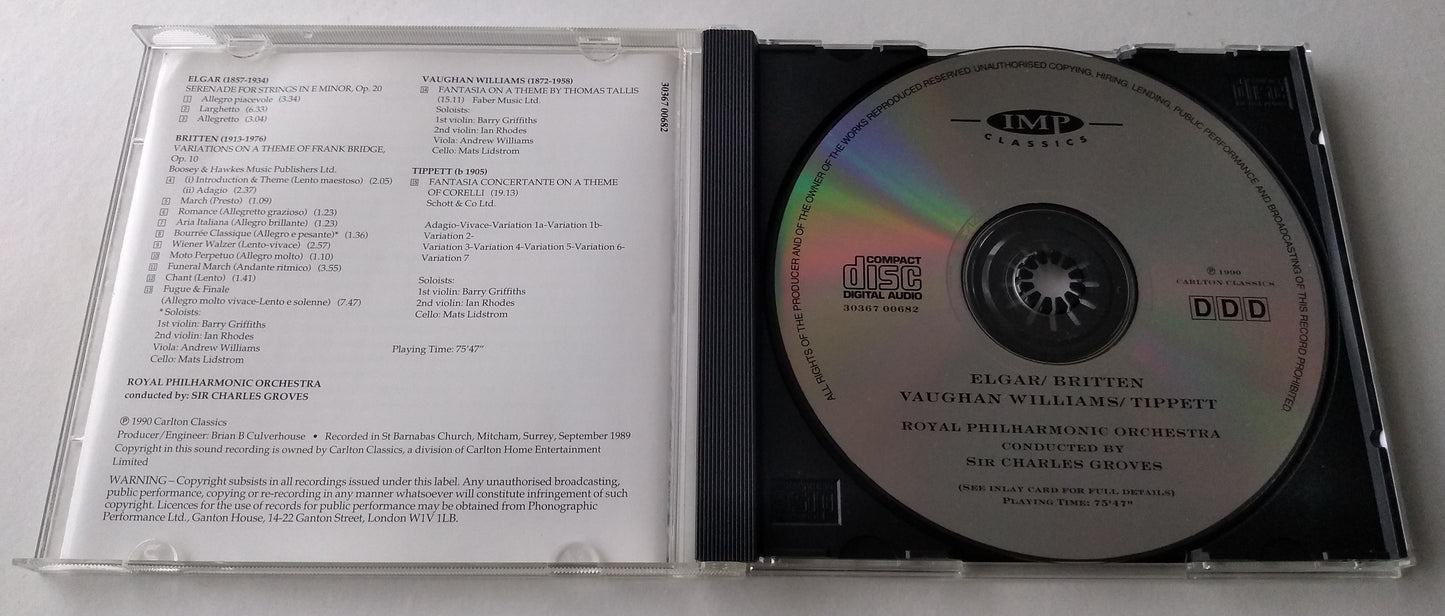 ELGAR (1857-1934)
SERENADE FOR STRINGS IN E MINOR, Op. 20
1 Allegro piacevole (3.34)
2 Larghetto (6.33)
3 Allegretto (3.04)
BRITTEN (1913-1976)
VARIATIONS ON A THEME OF FRANK BRIDGE,
Op. 10
Boosey & Hawkes Music Publishers Ltd.
4 (i) Introduction & Theme (Lento maestoso) (2.05)
(ii) Adagio (2.37)
5 March (Presto) (1.09)
6 Romance (Allegretto grazioso) (1.23)
7 Aria Italiana (Allegro brillante) (1.23)
8 Bourrée Classique (Allegro e pesante)* (1.36)
9 Wiener Walzer (Lento-vivace) (2.57)
10 Moto Perpetuo (Allegro molto) (1.10)
11 Funeral March (Andante ritmico) (3.55)
12 Chant (Lento) (1.41)
13 Fugue & Finale
(Allegro molto vivace-Lento e solenne) (7.47)
*Soloists:
1st violin: Barry Griffiths
2nd violin: Ian Rhodes
Viola: Andrew Williams
Cello: Mats Lidstrom
VAUGHAN WILLIAMS (1872-1958)
14 FANTASIA ON A THEME BY THOMAS TALLIS
(15.11) Faber Music Ltd.
Soloists:
1st violin: Barry Griffiths
2nd violin: Ian Rhodes
Viola: Andrew Williams
Cello: Mats Lidstrom
TIPPETT (b 1905)
15 FANTASIA CONCERTANTE ON A THEME
OF CORELLI (19.13)
Schott & Co Ltd.
Adagio-Vivace-Variation 1a-Variation 1b-
Variation 2-
Variation 3-Variation 4-Variation 5-Variation 6-
Variation 7
Soloists:
1st violin: Barry Griffiths
2nd violin: Ian Rhodes
Cello: Mats Lidstrom
Playing Time: 75'47"
30367 00682
ROYAL PHILHARMONIC ORCHESTRA
conducted by: SIR CHARLES GROVES
℗ 1990 Carlton Classics
Producer/Engineer: Brian B Culverhouse • Recorded in St Barnabas Church, Mitcham, Surrey, September 1989
Copyright in this sound recording is owned by Carlton Classics, a division of Carlton Home Entertainment
Limited
WARNING – Copyright subsists in all recordings issued under this label. Any unauthorised broadcasting,
public performance, copying or re-recording in any manner whatsoever will constitute infringement of such
copyright. Licences for the use of records for public performance may be obtained from Phonographic
Performance Ltd., Ganton House, 14-22 Ganton Street, London W1V 1LB.
ALL RIGHTS OF THE PRODUCER AND OF THE OWNER OF THE WORKS REPRODUCED RESERVED UNAUTHORISED COPYING, HIRING, LENDING, PUBLIC PERFORMANCE AND BROADCASTING OF THIS RECORD PROHIBITED
IMP
CLASSICS
COMPACT
disc
DIGITAL AUDIO
30367 00682
℗ 1990
CARLTON CLASSICS
DDD
ELGAR/ BRITTEN
VAUGHAN WILLIAMS/ TIPPETT
ROYAL PHILHARMONIC ORCHESTRA
CONDUCTED BY
SIR CHARLES GROVES
(SEE INLAY CARD FOR FULL DETAILS)
PLAYING TIME: 75'47"